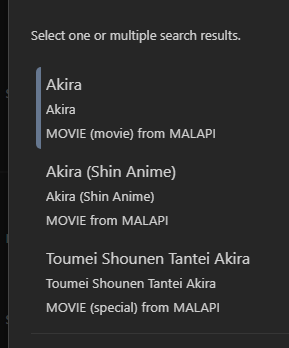 Select one or multiple search results.
Akira
Akira
MOVIE (movie) from MALAPI
Akira (Shin Anime)
Akira (Shin Anime)
MOVIE from MALAPI
Toumei Shounen Tantei Akira
Toumei Shounen Tantei Akira
MOVIE (special) from MALAPI